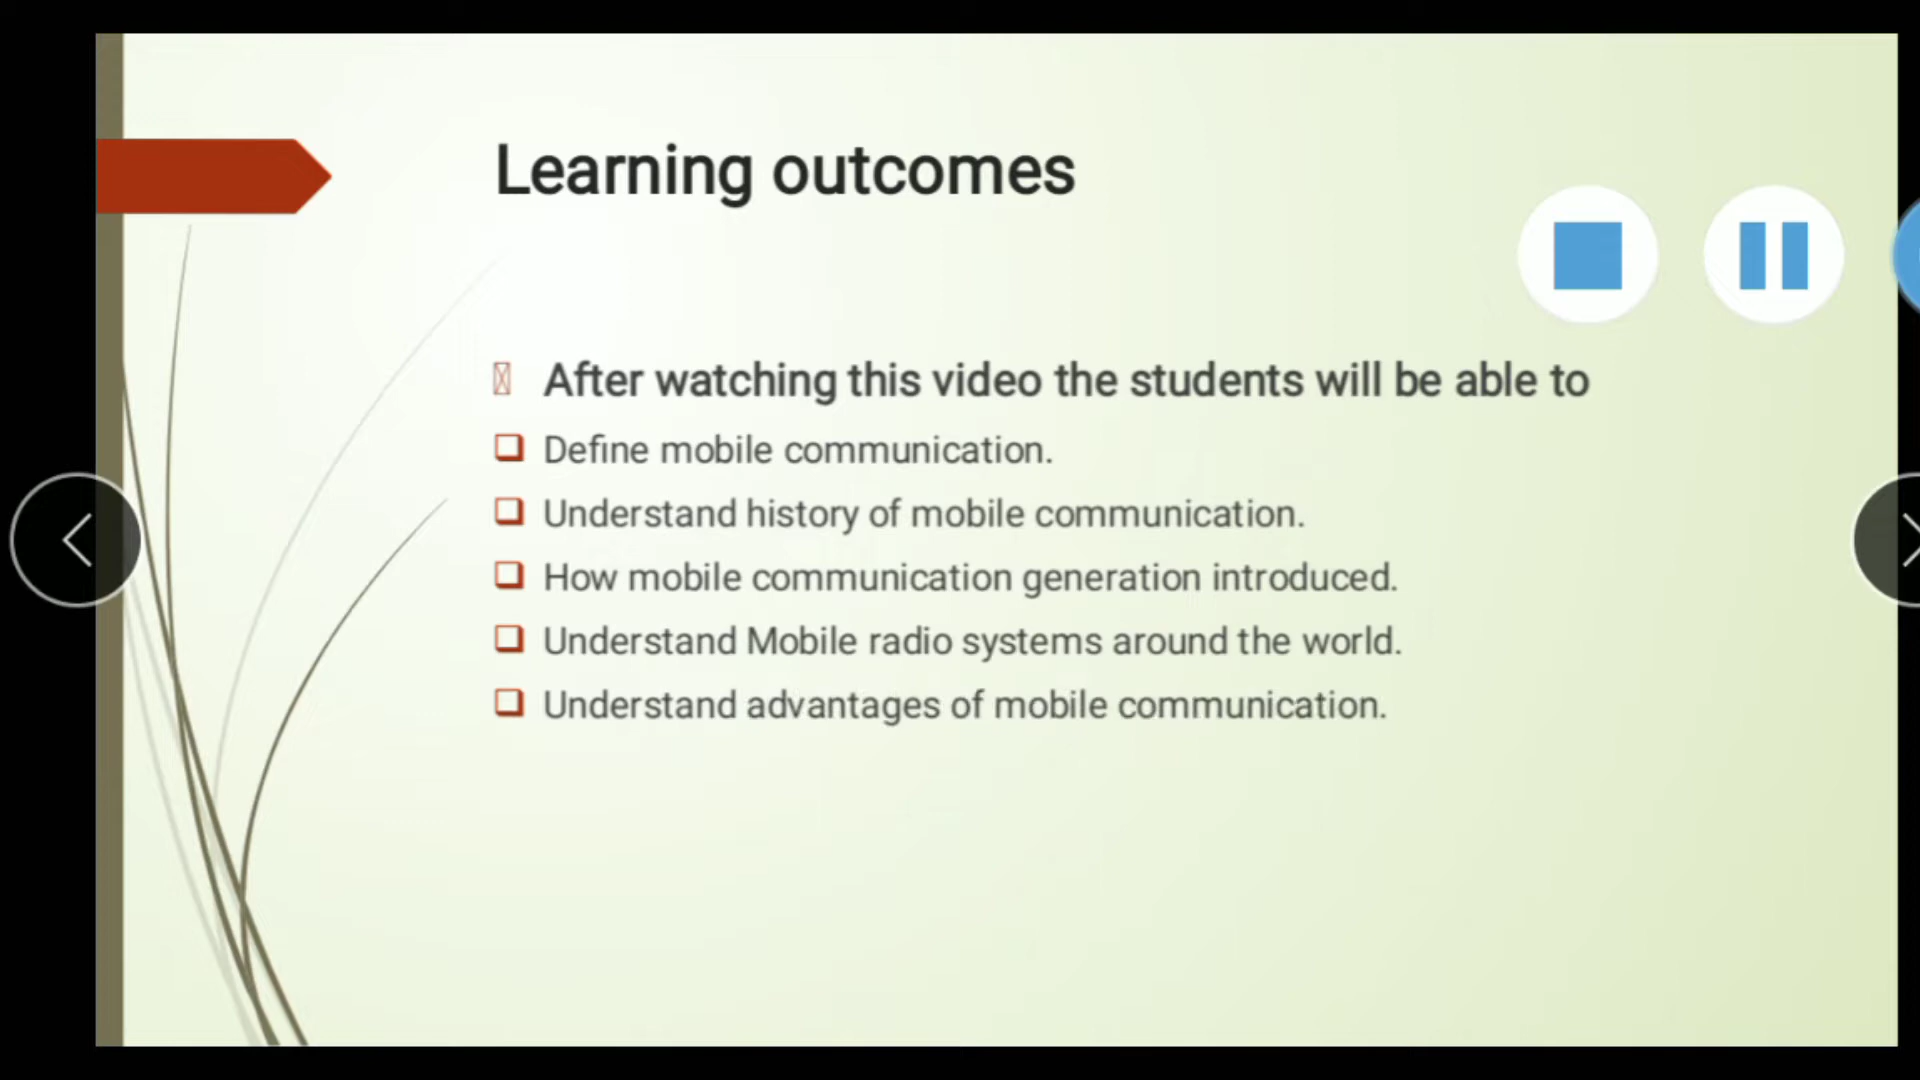 Learning outcomes
After watching this video the students will be able to
Define mobile communication.
Understand history of mobile communication.
How mobile communication generation introduced.
Understand Mobile radio systems around the world.
Understand advantages of mobile communication.